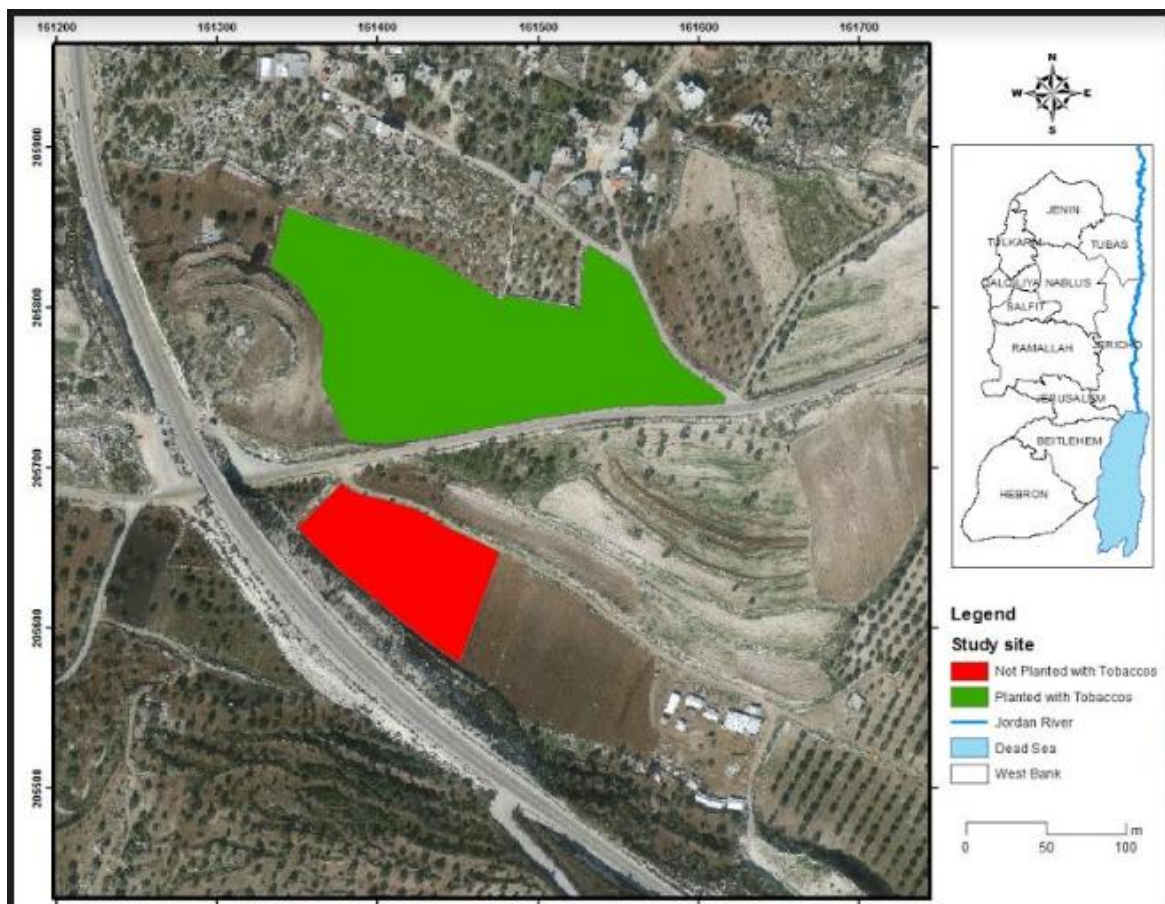 161200 161300 161400 161500 161600 161700
205900
205800
205700
205600
205500
N
W E
S
JENIN
TULKARM
TUBAS
QALQILIYA
NABLUS
SALFIT
RAMALLAH
JERICHO
JERUSALEM
BEITLEHEM
HEBRON
Legend
Study site
Not Planted with Tobaccos
Planted with Tobaccos
Jordan River
Dead Sea
West Bank
m
0 50 100